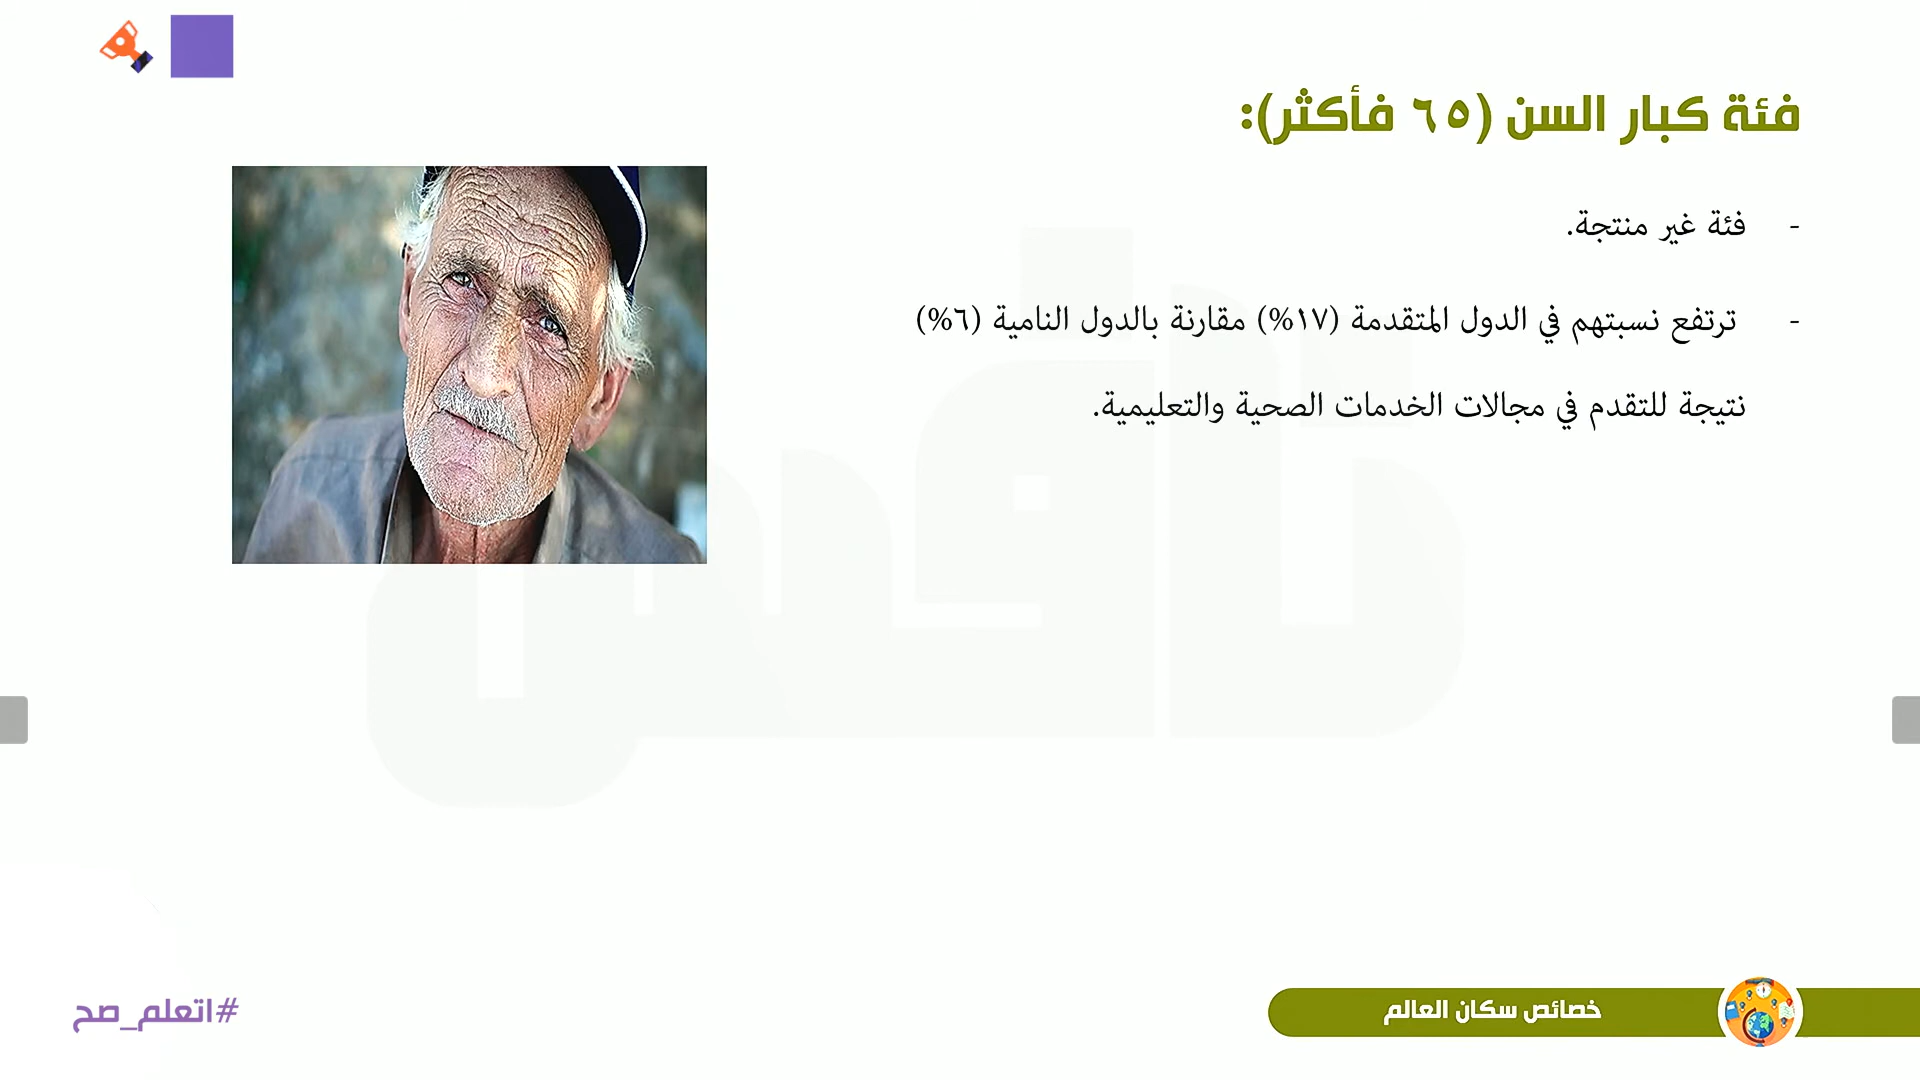 فئة كبار السن (٦٥ فأكثر):
- فئة غير منتجة.
- ترتفع نسبتهم في الدول المتقدمة (١٧%) مقارنة بالدول النامية (٦%)
نتيجة للتقدم في مجالات الخدمات الصحية والتعليمية.
خصائص سكان العالم
#اتعلم_صح